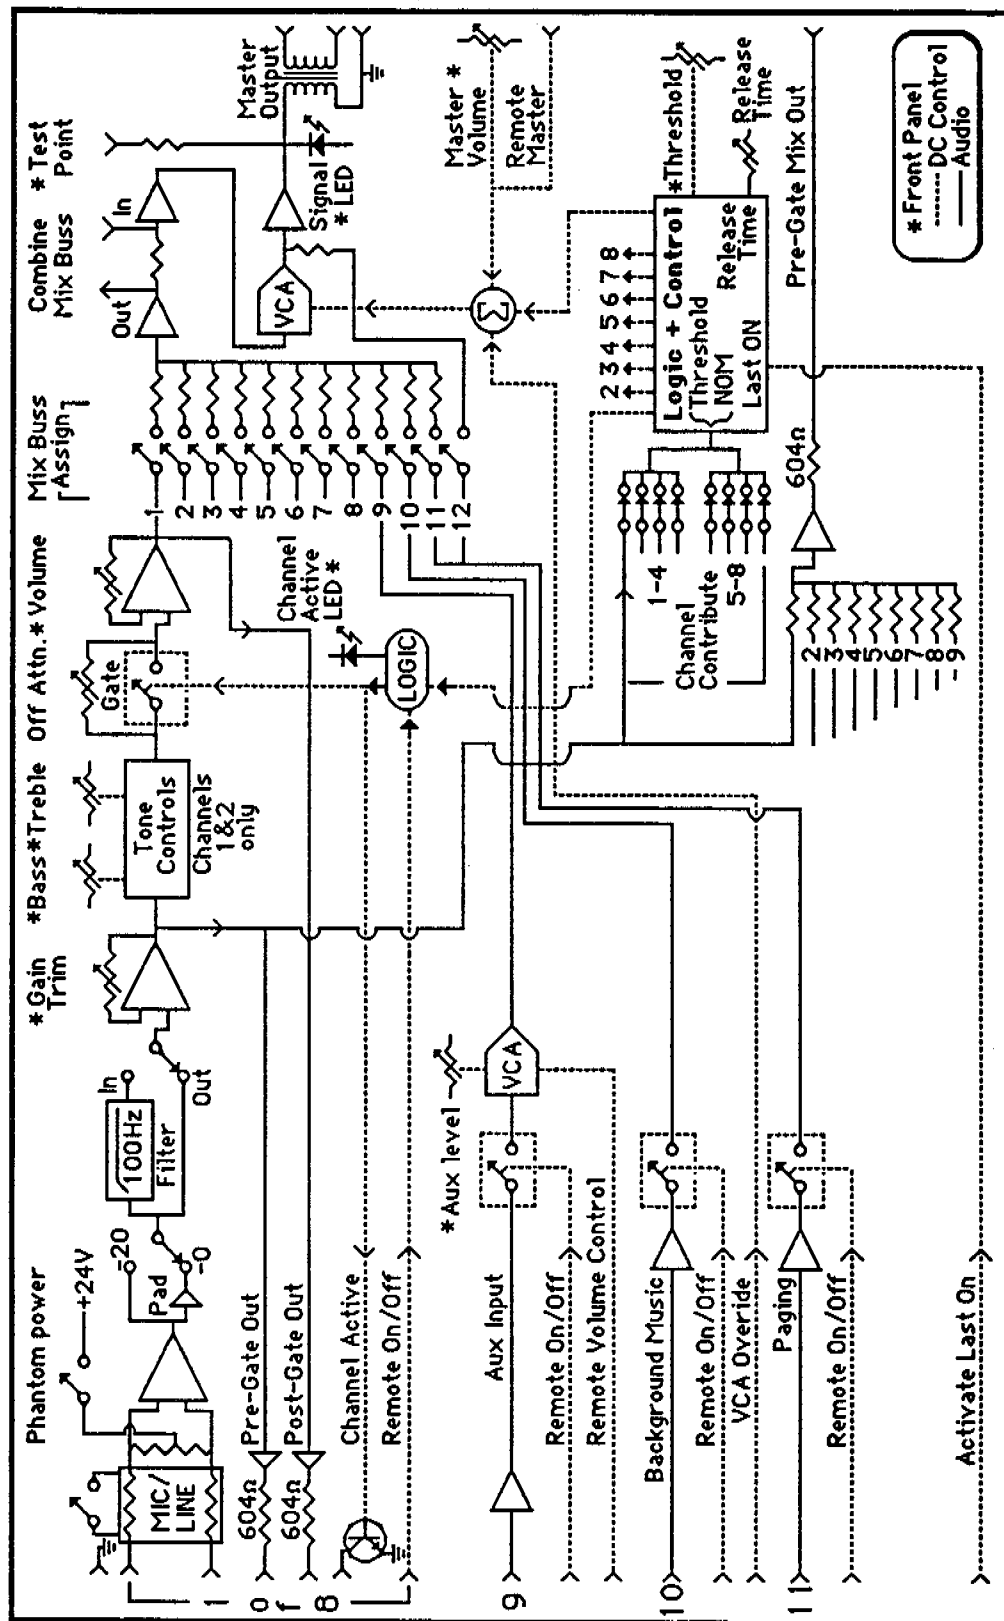 Phantom power
+24V
MIC/
LINE
-20
Pad
-0
100Hz
Filter
In
Out
*Gain
Trim
*Bass *Treble
Tone
Controls
Channels
1&2
only
Off Attn.
Gate
*Volume
Mix Buss
[Assign]
Combine
Mix Buss
Out
In
*Test
Point
Master
Output
VCA
Signal
*LED
1
2
3
4
5
6
7
8
9
10
11
12
1 of 8
604Ω
Pre-Gate Out
604Ω
Post-Gate Out
Channel Active
Remote On/Off
Channel
Active
LED *
LOGIC
Master *
Volume
Remote
Master
Σ
9
Aux Input
*Aux level
VCA
Remote On/Off
Remote Volume Control
2 3 4 5 6 7 8
Logic + Control
Threshold
NOM
Release
Time
Last ON
*Threshold
Release
Time
1-4
Channel
Contribute
5-8
10
Background Music
Remote On/Off
VCA Override
11
Paging
Remote On/Off
2
3
4
5
6
7
8
9
604Ω
Pre-Gate Mix Out
Activate Last On
* Front Panel
DC Control
Audio